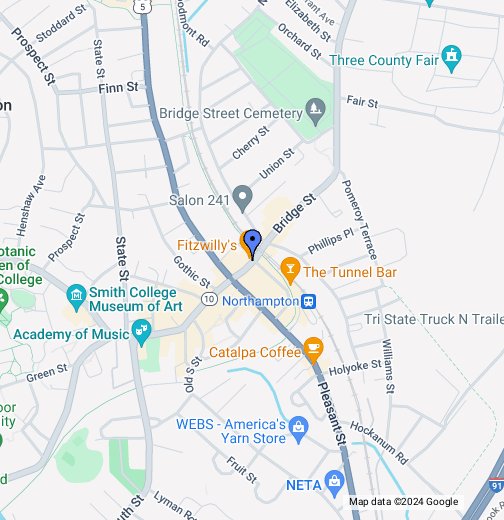 5
Stoddard St
Prospect St
State St
Finn St
Elizabeth St
Orchard St
Three County Fair
Fair St
Bridge Street Cemetery
Cherry St
Union St
Henshaw Ave
Prospect St
Salon 241
Bridge St
Pomeroy Terrace
Phillips Pl
Fitzwilly's
The Tunnel Bar
State St
Gothic St
10
Northampton
Smith College
Museum of Art
Academy of Music
Tri State Truck N Traile
Catalpa Coffee
Old S St
Green St
Holyoke St
Williams St
Pleasant St
WEBS - America's
Yarn Store
Hockanum Rd
Fruit St
NETA
91
Lyman Rd
Map data ©2024 Google